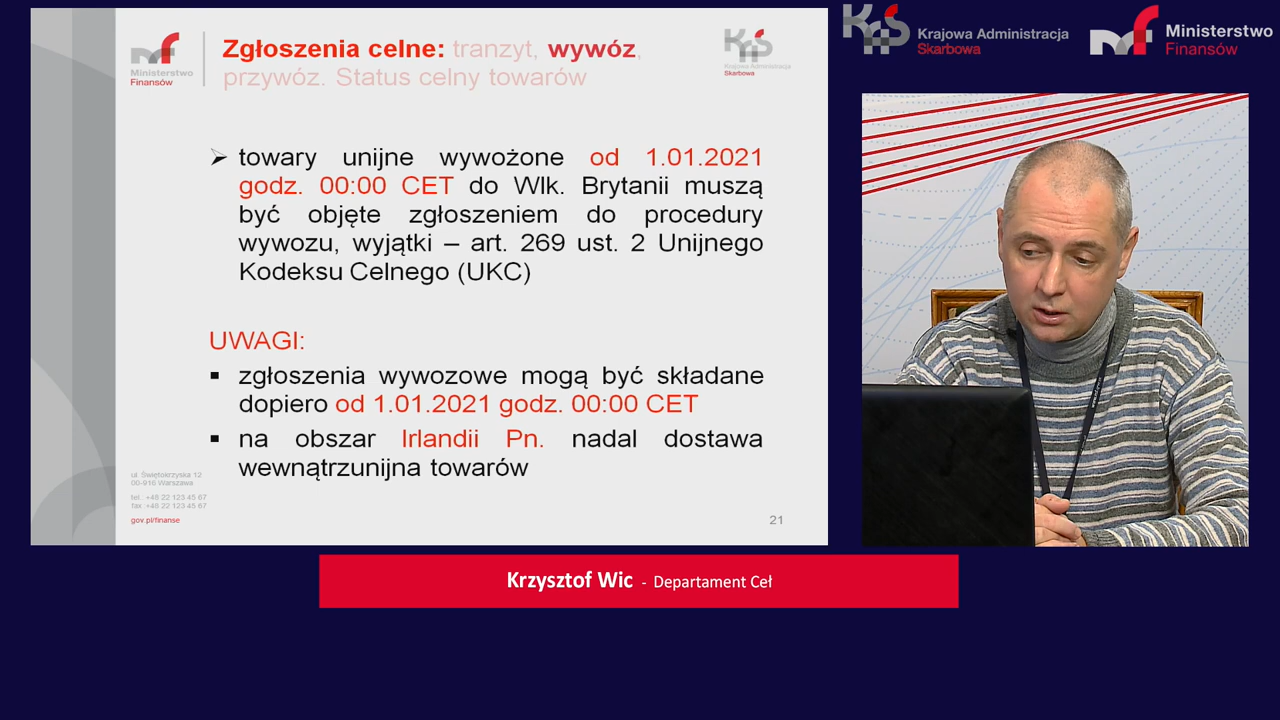 Ministerstwo
Finansów
Zgłoszenia celne: tranzyt, wywóz,
przywóz. Status celny towarów
KAS
Krajowa Administracja
Skarbowa
➢ towary unijne wywożone od 1.01.2021
godz. 00:00 CET do Wlk. Brytanii muszą
być objęte zgłoszeniem do procedury
wywozu, wyjątki – art. 269 ust. 2 Unijnego
Kodeksu Celnego (UKC)
UWAGI:
▪ zgłoszenia wywozowe mogą być składane
dopiero od 1.01.2021 godz. 00:00 CET
▪ na obszar Irlandii Pn. nadal dostawa
wewnątrzunijna towarów
ul. Świętokrzyska 12
00-916 Warszawa
tel. +48 22 123 45 67
fax +48 22 123 45 67
gov.pl/finanse
21
KAS
Krajowa Administracja
Skarbowa
mf
Ministerstwo
Finansów
Krzysztof Wic - Departament Ceł